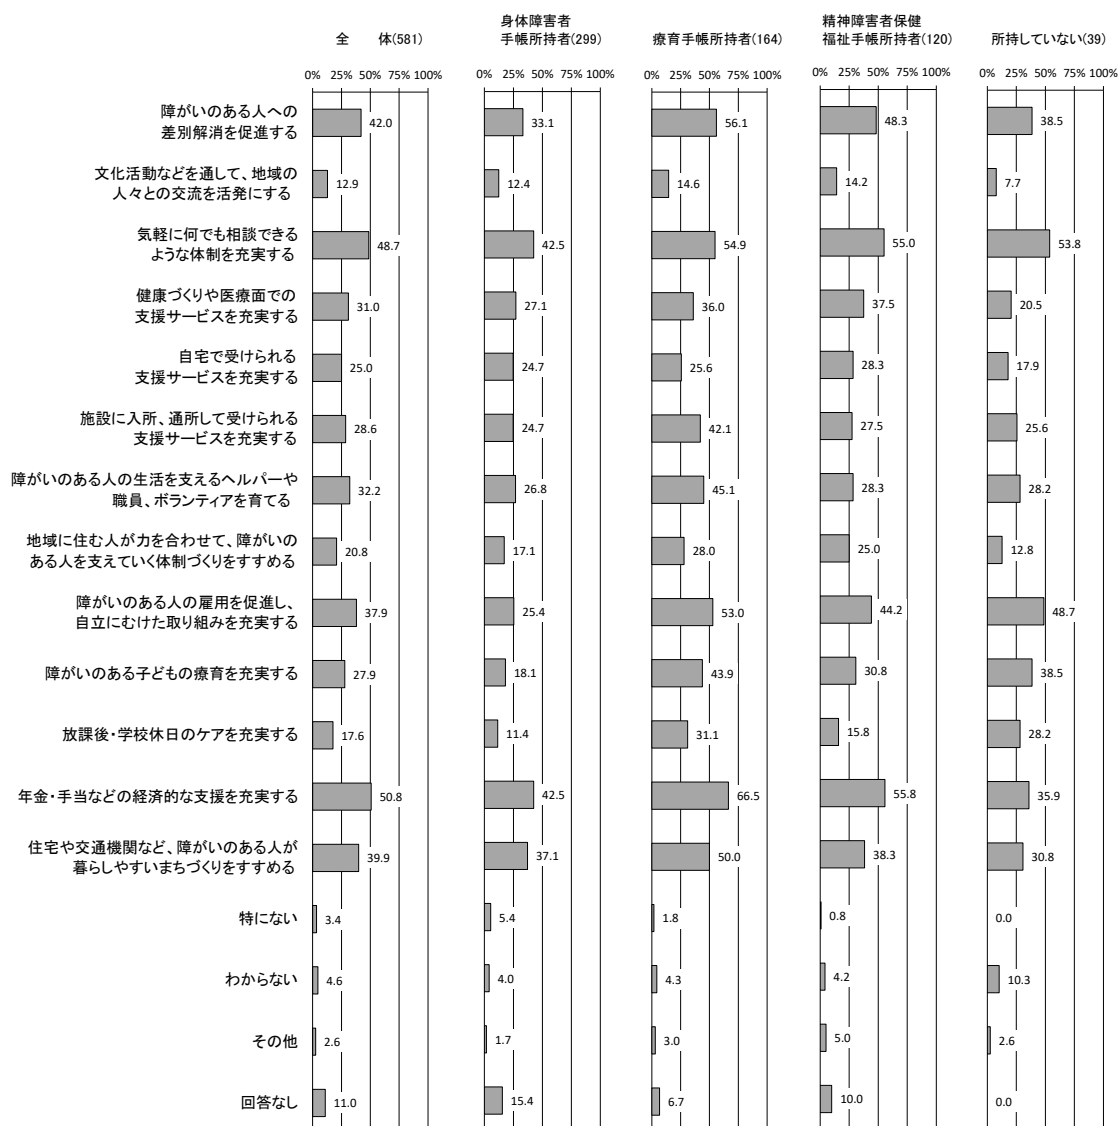 全　体(581)
身体障害者
手帳所持者(299)
療育手帳所持者(164)
精神障害者保健
福祉手帳所持者(120)
所持していない(39)
0% 25% 50% 75% 100%
0% 25% 50% 75% 100%
0% 25% 50% 75% 100%
0% 25% 50% 75% 100%
0% 25% 50% 75% 100%
障がいのある人への
差別解消を促進する
42.0 33.1 56.1 48.3 38.5
文化活動などを通して、地域の
人々との交流を活発にする
12.9 12.4 14.6 14.2 7.7
気軽に何でも相談できる
ような体制を充実する
48.7 42.5 54.9 55.0 53.8
健康づくりや医療面での
支援サービスを充実する
31.0 27.1 36.0 37.5 20.5
自宅で受けられる
支援サービスを充実する
25.0 24.7 25.6 28.3 17.9
施設に入所、通所して受けられる
支援サービスを充実する
28.6 24.7 42.1 27.5 25.6
障がいのある人の生活を支えるヘルパーや
職員、ボランティアを育てる
32.2 26.8 45.1 28.3 28.2
地域に住む人が力を合わせて、障がいの
ある人を支えていく体制づくりをすすめる
20.8 17.1 28.0 25.0 12.8
障がいのある人の雇用を促進し、
自立にむけた取り組みを充実する
37.9 25.4 53.0 44.2 48.7
障がいのある子どもの療育を充実する
27.9 18.1 43.9 30.8 38.5
放課後・学校休日のケアを充実する
17.6 11.4 31.1 15.8 28.2
年金・手当などの経済的な支援を充実する
50.8 42.5 66.5 55.8 35.9
住宅や交通機関など、障がいのある人が
暮らしやすいまちづくりをすすめる
39.9 37.1 50.0 38.3 30.8
特にない
3.4 5.4 1.8 0.8 0.0
わからない
4.6 4.0 4.3 4.2 10.3
その他
2.6 1.7 3.0 5.0 2.6
回答なし
11.0 15.4 6.7 10.0 0.0